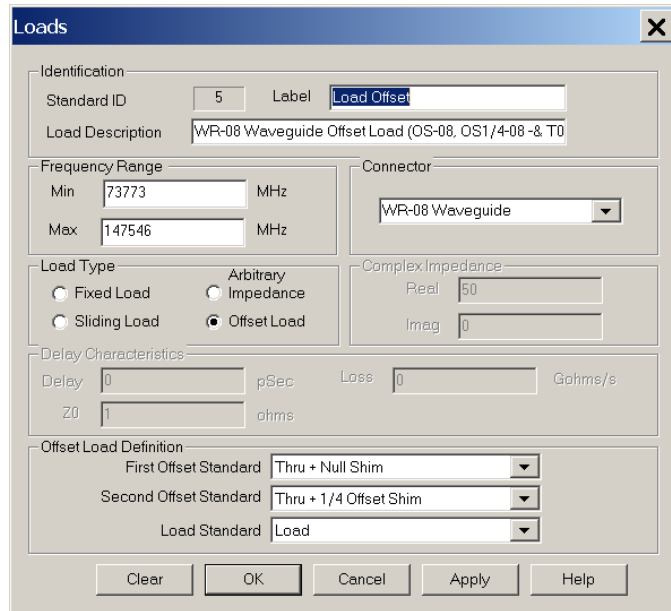 Loads
Identification
Standard ID 5 Label Load Offset
Load Description WR-08 Waveguide Offset Load (OS-08, OS1/4-08 -& T0
Frequency Range
Min 73773 MHz
Max 147546 MHz
Connector
WR-08 Waveguide
Load Type
Fixed Load
Arbitrary
Impedance
Sliding Load
Offset Load
Complex Impedance
Real 50
Imag 0
Delay Characteristics
Delay 0 pSec Loss 0 Gohms/s
Z0 1 ohms
Offset Load Definition
First Offset Standard Thru + Null Shim
Second Offset Standard Thru + 1/4 Offset Shim
Load Standard Load
Clear OK Cancel Apply Help